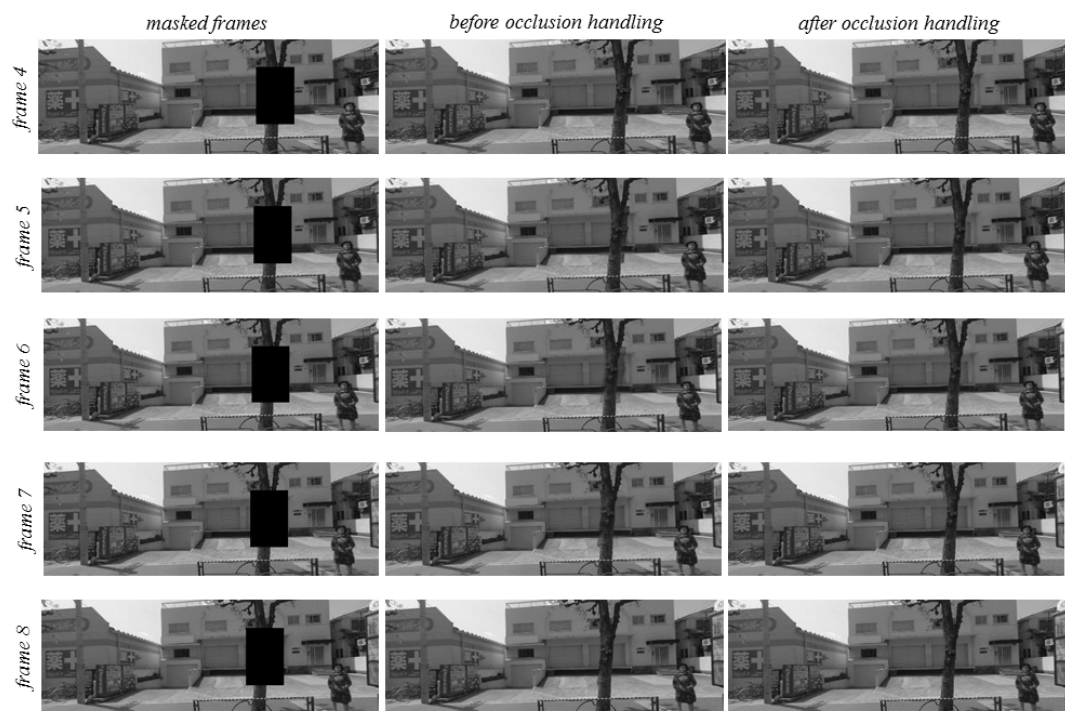 masked frames
before occlusion handling
after occlusion handling
frame 4
薬
薬
薬
frame 5
薬
薬
薬
frame 6
薬
薬
薬
frame 7
薬
薬
薬
frame 8
薬
薬
薬